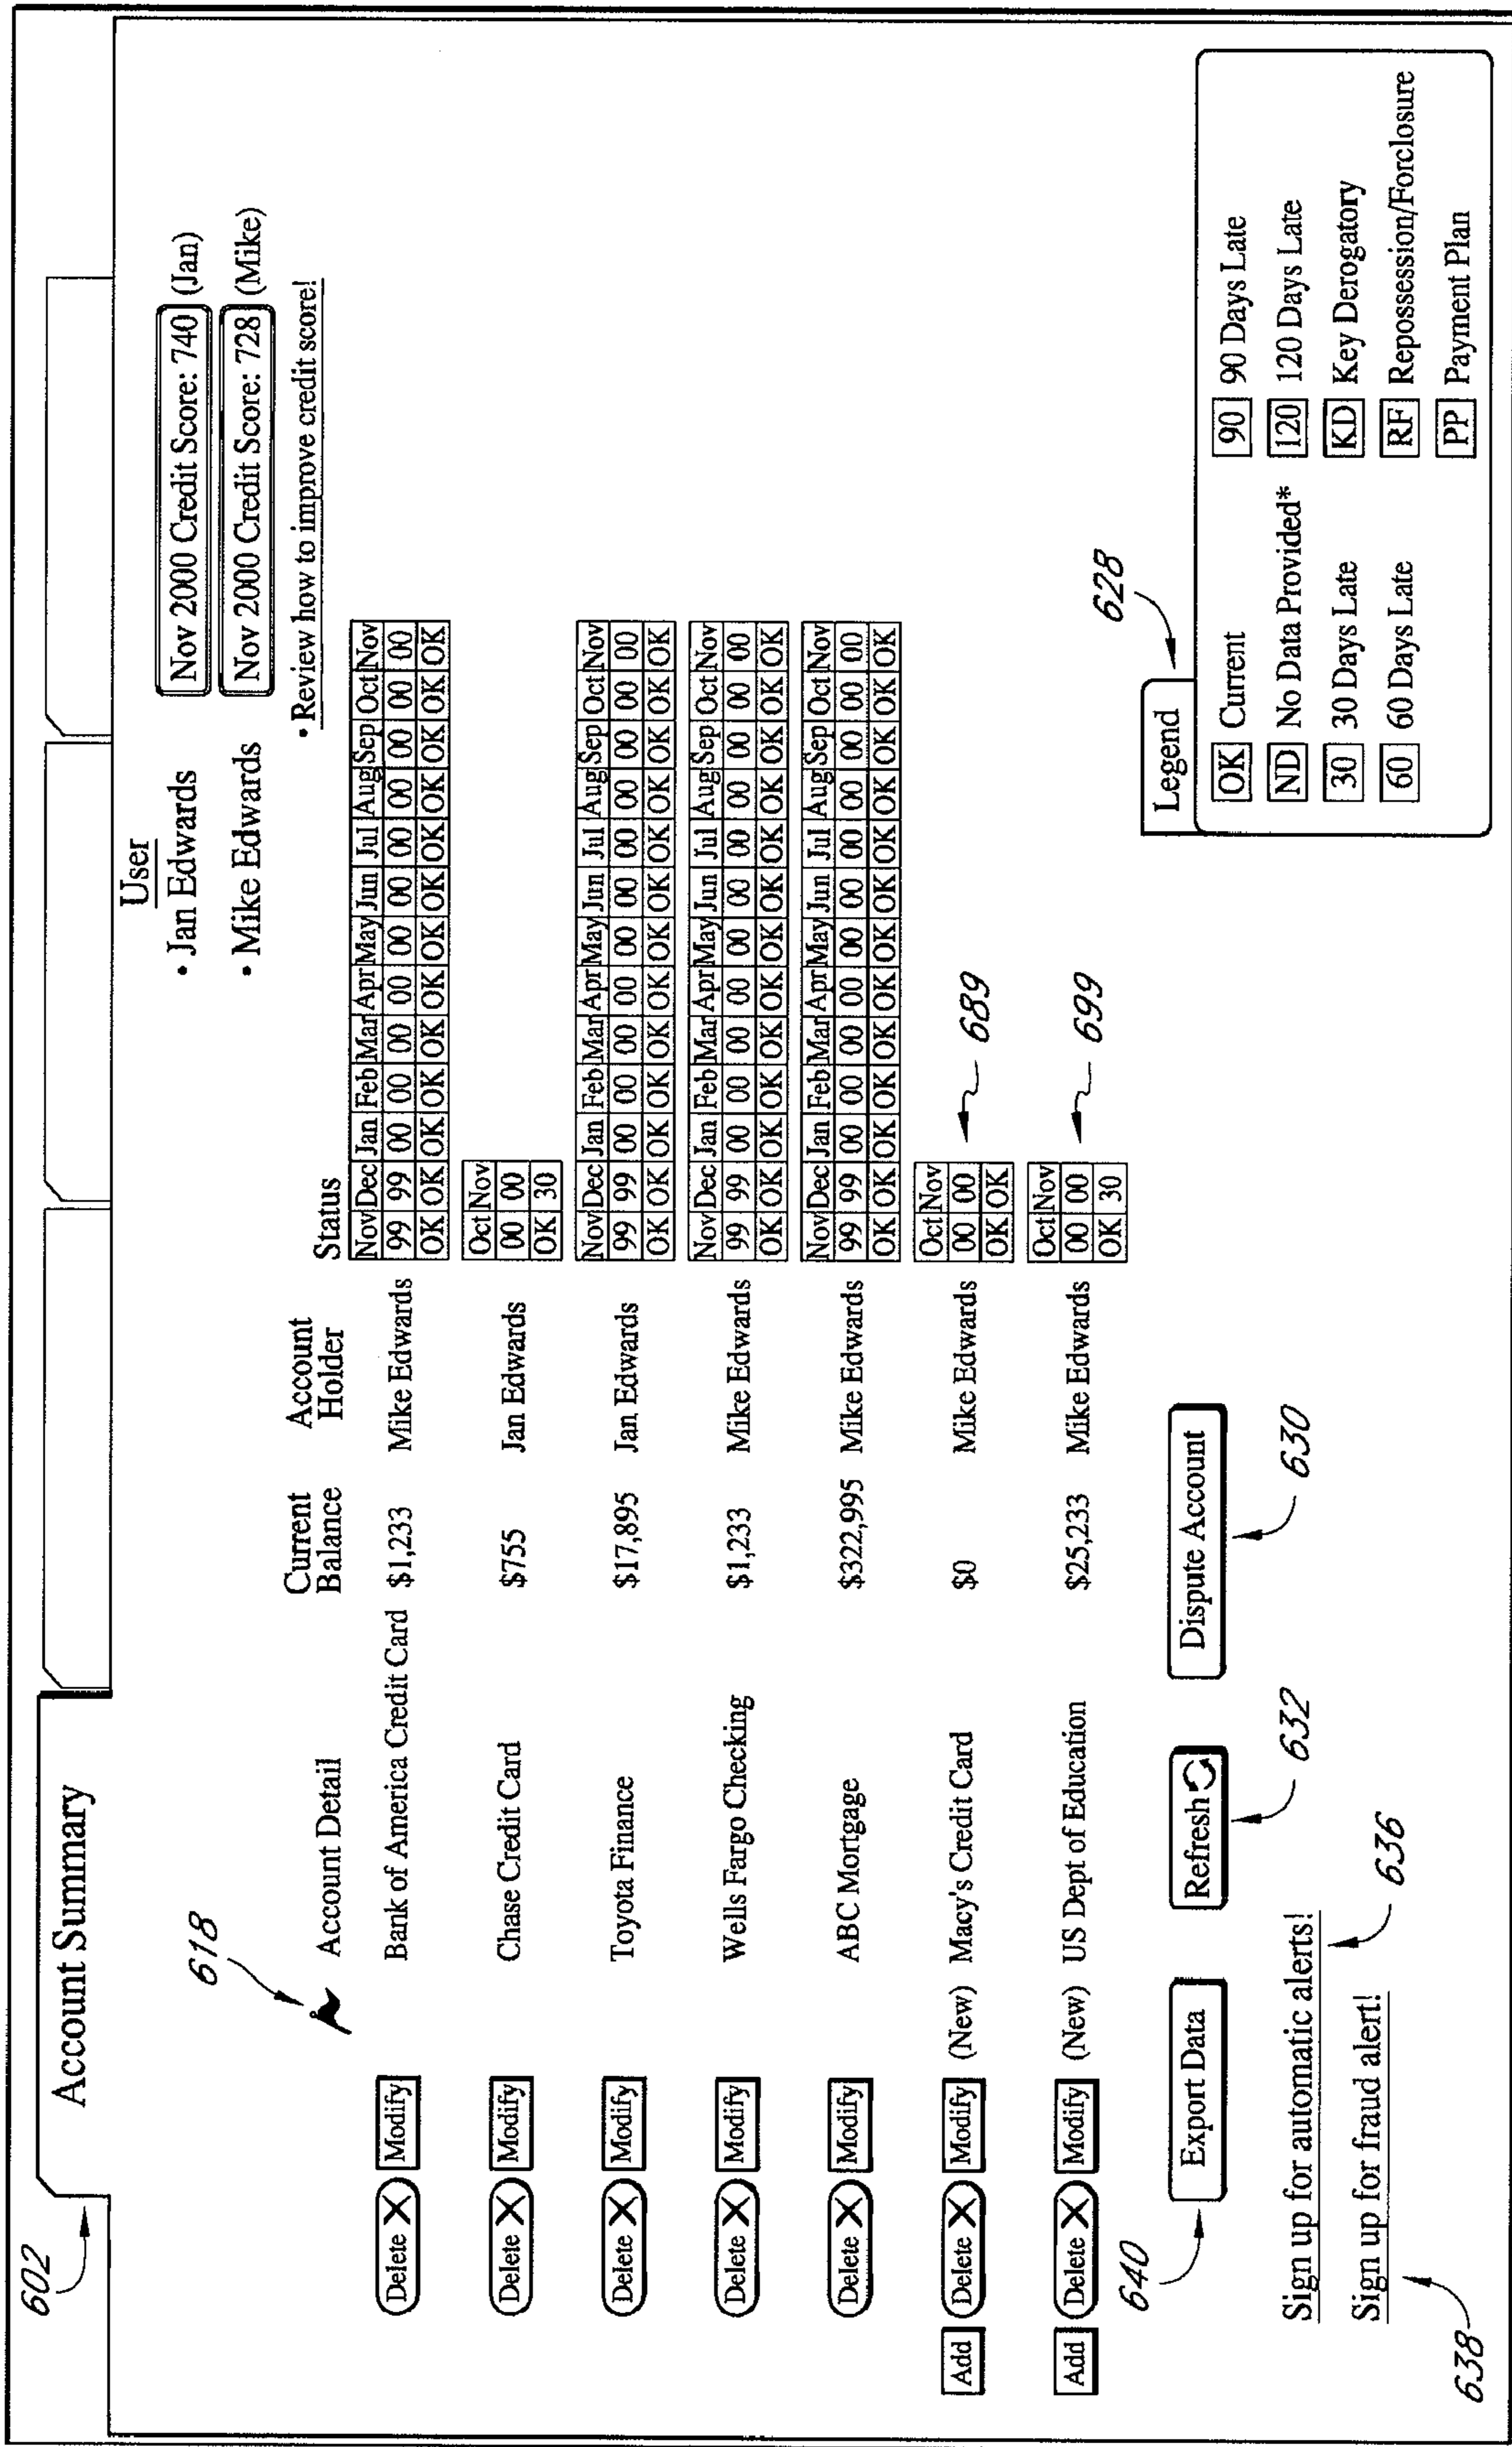 602
Account Summary
User
• Jan Edwards
Nov 2000 Credit Score: 740 (Jan)
• Mike Edwards
Nov 2000 Credit Score: 728 (Mike)
• Review how to improve credit score!
618
Account Detail
Current Balance
Account Holder
Status
Delete X Modify Bank of America Credit Card $1,233 Mike Edwards
Nov Dec Jan Feb Mar Apr May Jun Jul Aug Sep Oct Nov
99 99 00 00 00 00 00 00 00 00 00 00 00
OK OK OK OK OK OK OK OK OK OK OK OK OK
Delete X Modify Chase Credit Card $755 Jan Edwards
Oct Nov
00 00
OK 30
Delete X Modify Toyota Finance $17,895 Jan Edwards
Nov Dec Jan Feb Mar Apr May Jun Jul Aug Sep Oct Nov
99 99 00 00 00 00 00 00 00 00 00 00 00
OK OK OK OK OK OK OK OK OK OK OK OK OK
Delete X Modify Wells Fargo Checking $1,233 Mike Edwards
Nov Dec Jan Feb Mar Apr May Jun Jul Aug Sep Oct Nov
99 99 00 00 00 00 00 00 00 00 00 00 00
OK OK OK OK OK OK OK OK OK OK OK OK OK
Delete X Modify ABC Mortgage $322,995 Mike Edwards
Nov Dec Jan Feb Mar Apr May Jun Jul Aug Sep Oct Nov
99 99 00 00 00 00 00 00 00 00 00 00 00
OK OK OK OK OK OK OK OK OK OK OK OK OK
Add Delete X Modify (New) Macy's Credit Card $0 Mike Edwards
Oct Nov
00 00
OK OK
689
Add Delete X Modify (New) US Dept of Education $25,233 Mike Edwards
Oct Nov
00 00
OK 30
699
640
Export Data
Refresh
632
Dispute Account
630
Sign up for automatic alerts!
636
Sign up for fraud alert!
638
Legend
628
OK Current
90 90 Days Late
ND No Data Provided*
120 120 Days Late
30 30 Days Late
KD Key Derogatory
60 60 Days Late
RF Repossession/Forclosure
PP Payment Plan